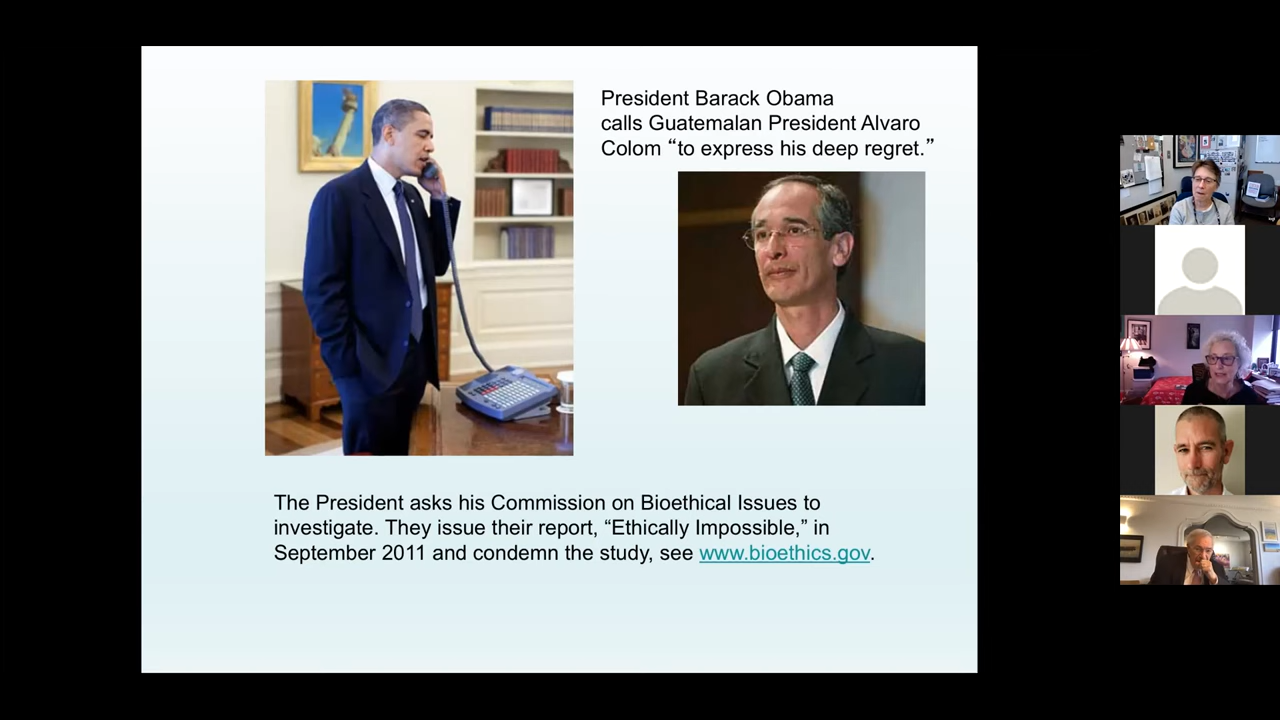 President Barack Obama
calls Guatemalan President Alvaro
Colom “to express his deep regret.”
The President asks his Commission on Bioethical Issues to
investigate. They issue their report, “Ethically Impossible,” in
September 2011 and condemn the study, see www.bioethics.gov.